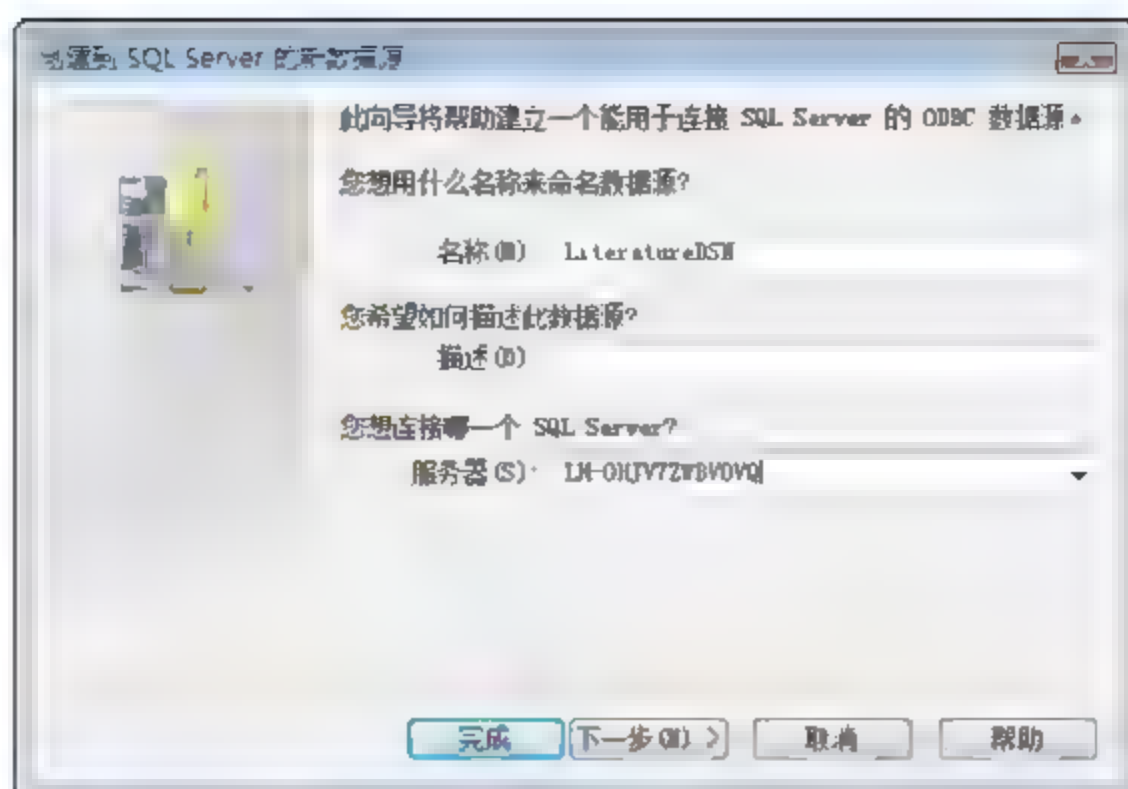 创建到 SQL Server 的新数据源
此向导将帮助建立一个能用于连接 SQL Server 的 ODBC 数据源。
您想用什么名称来命名数据源?
名称(M) LiteratureDSN
您希望如何描述此数据源?
描述(D)
您想连接哪一个 SQL Server?
服务器(S):
完成 下一步(N) > 取消 帮助